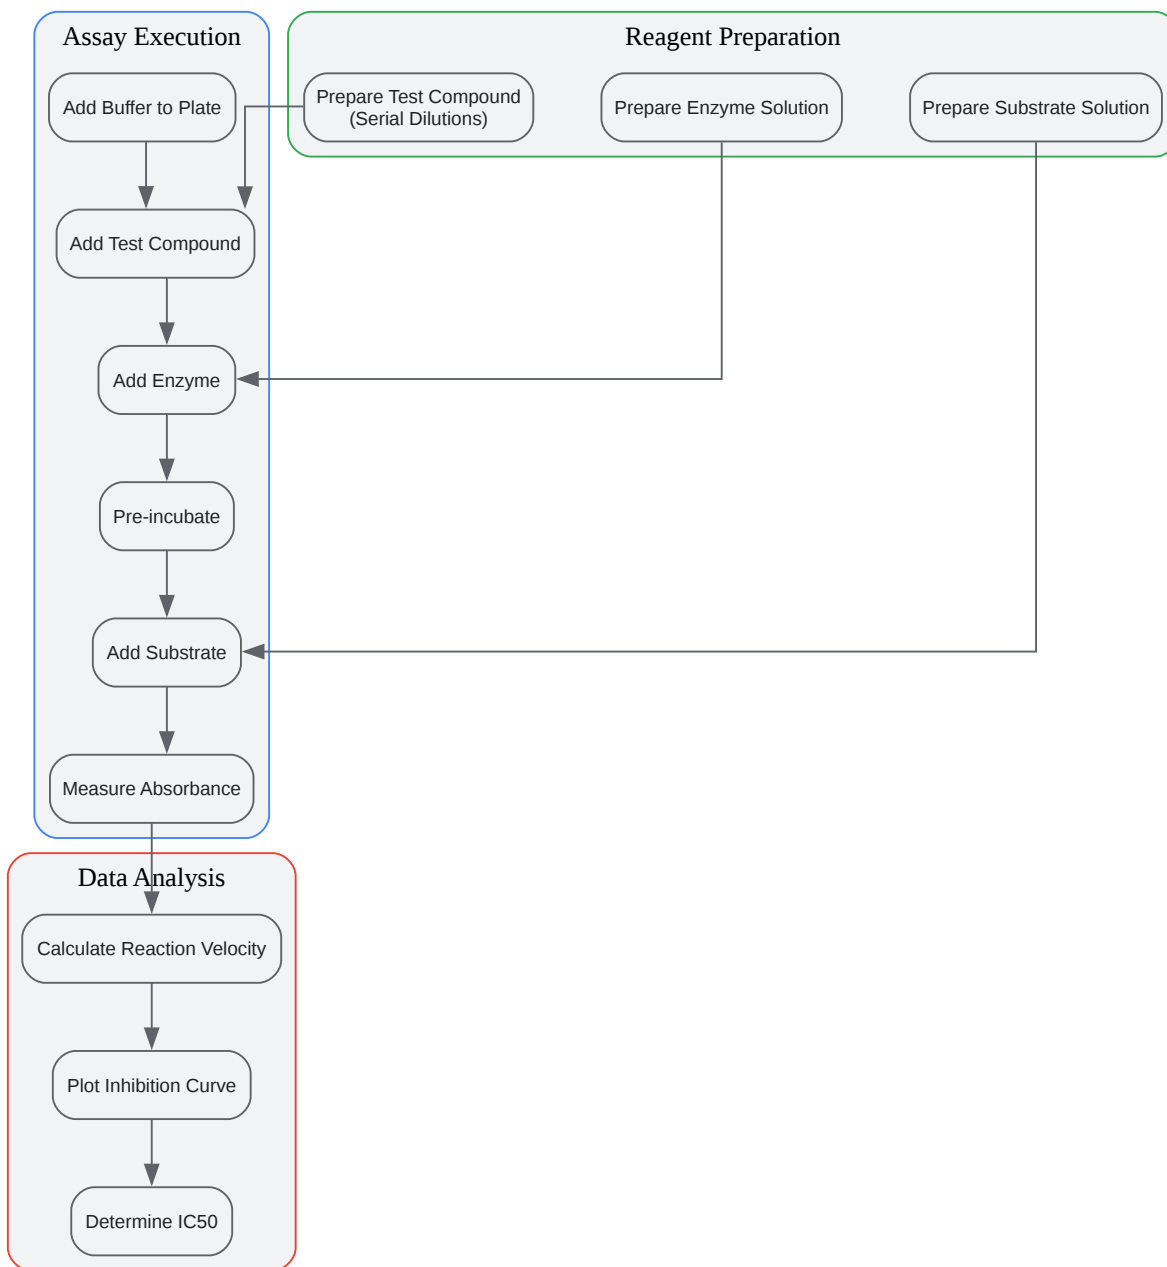 Assay Execution
Reagent Preparation
Add Buffer to Plate
Prepare Test Compound
(Serial Dilutions)
Prepare Enzyme Solution
Prepare Substrate Solution
Add Test Compound
Add Enzyme
Pre-incubate
Add Substrate
Measure Absorbance
Data Analysis
Calculate Reaction Velocity
Plot Inhibition Curve
Determine IC50